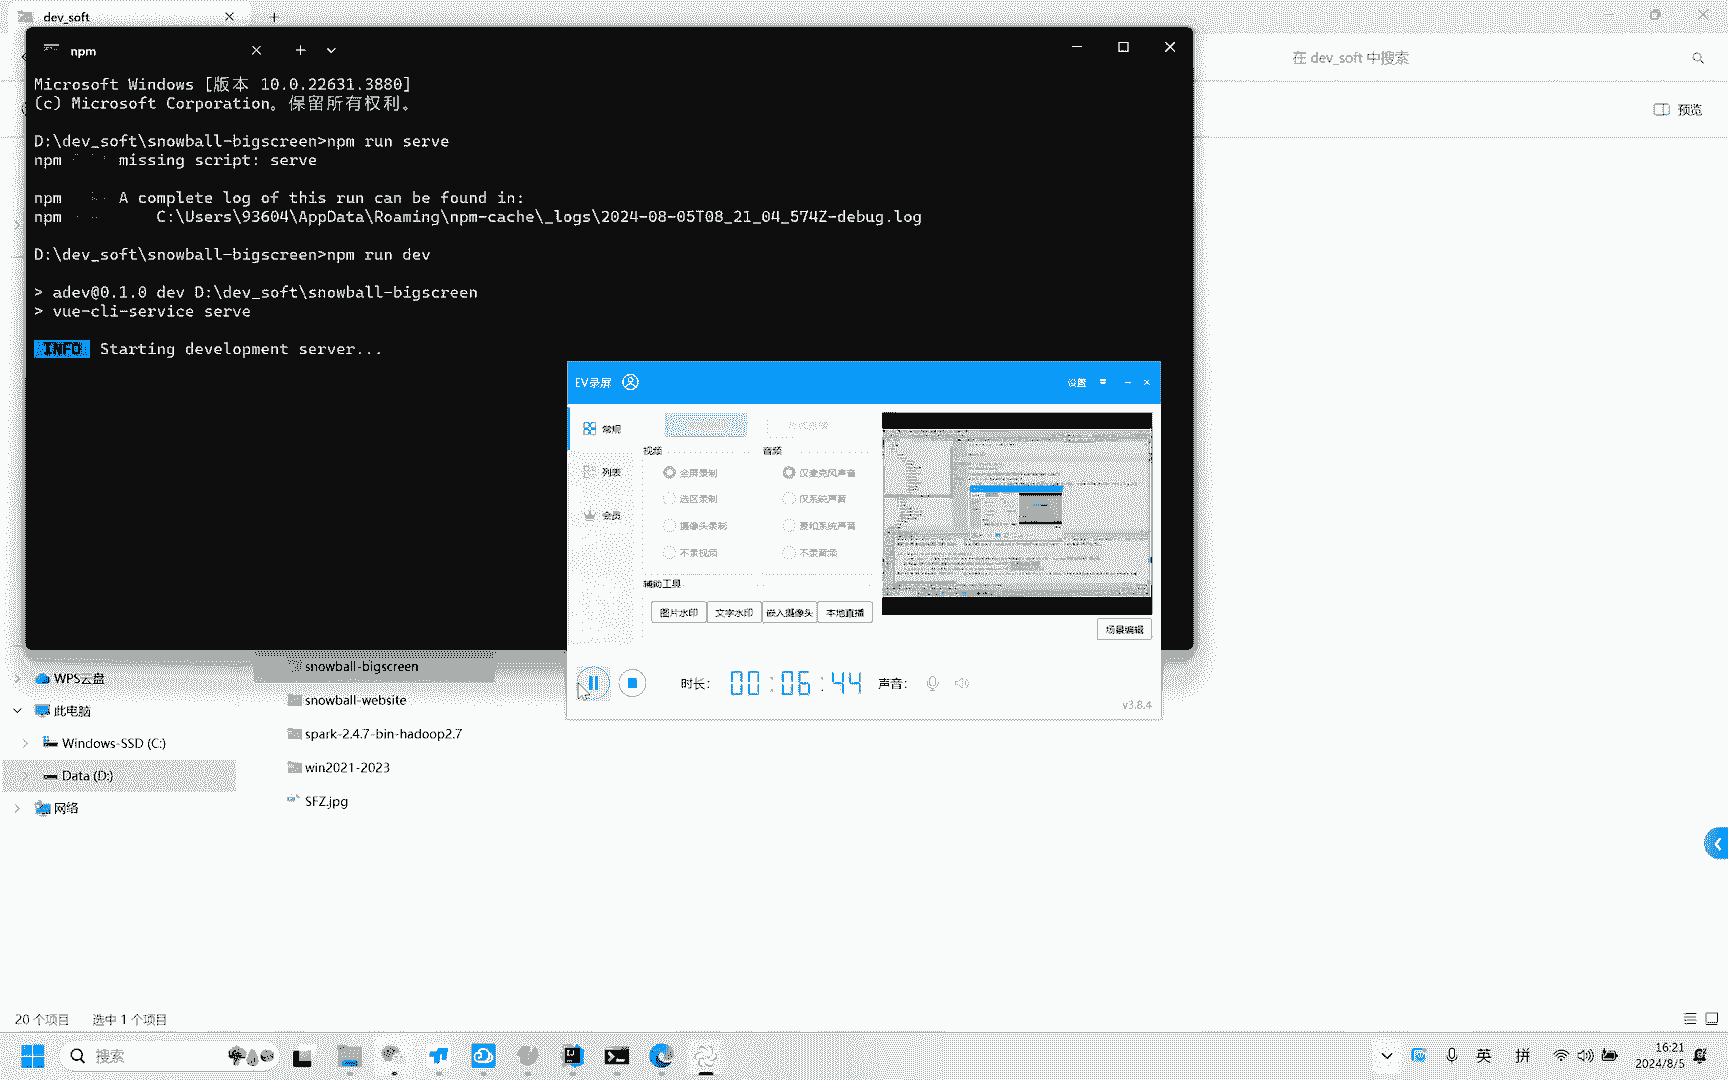 dev_soft
npm
在 dev_soft 中搜索
预览
Microsoft Windows [版本 10.0.22631.3880]
(c) Microsoft Corporation。保留所有权利。
D:\dev_soft\snowball-bigscreen>npm run serve
npm missing script: serve
npm A complete log of this run can be found in:
npm C:\Users\93604\AppData\Roaming\npm-cache\_logs\2024-08-05T08_21_04_574Z-debug.log
D:\dev_soft\snowball-bigscreen>npm run dev
> adev@0.1.0 dev D:\dev_soft\snowball-bigscreen
> vue-cli-service serve
INFO Starting development server...
EV录屏
设置
常规
列表
会员
视频
音频
全屏录制
仅麦克风声音
选区录制
仅系统声音
摄像头录制
麦和系统声音
不录视频
不录音频
辅助工具
图片水印
文字水印
嵌入摄像头
本地直播
场景编辑
时长:
00:06:44
声音:
v3.8.4
WPS云盘
此电脑
Windows-SSD (C:)
Data (D:)
网络
snowball-bigscreen
snowball-website
spark-2.4.7-bin-hadoop2.7
win2021-2023
SFZ.jpg
20 个项目
选中 1 个项目
搜索
英
拼
16:21
2024/8/5